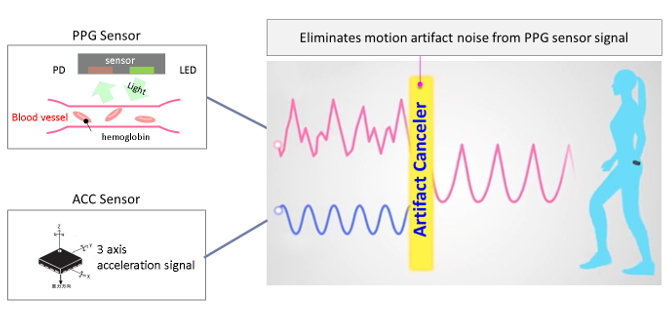 PPG Sensor
sensor
PD
LED
Light
Blood vessel
hemoglobin
ACC Sensor
Z
Y
X
3 axis
acceleration signal
Eliminates motion artifact noise from PPG sensor signal
Artifact Canceler